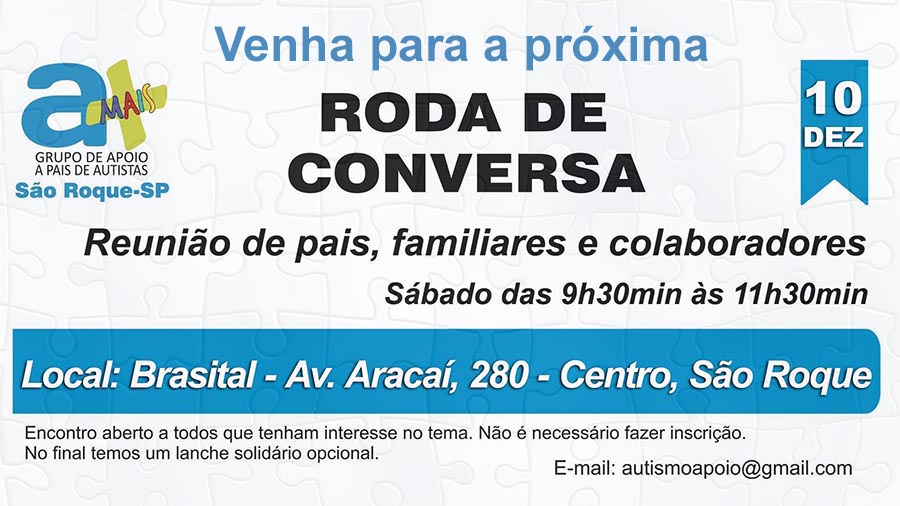 Venha para a próxima
RODA DE
CONVERSA
10
DEZ
a+
MAIS
GRUPO DE APOIO
A PAIS DE AUTISTAS
São Roque-SP
Reunião de pais, familiares e colaboradores
Sábado das 9h30min às 11h30min
Local: Brasital - Av. Aracaí, 280 - Centro, São Roque
Encontro aberto a todos que tenham interesse no tema. Não é necessário fazer inscrição.
No final temos um lanche solidário opcional.
E-mail: autismoapoio@gmail.com